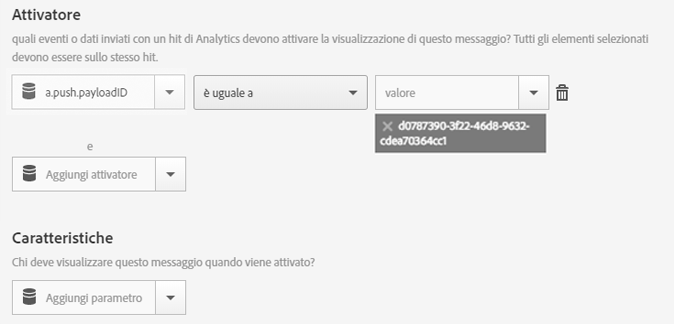 Attivatore
quali eventi o dati inviati con un hit di Analytics devono attivare la visualizzazione di questo messaggio? Tutti gli elementi selezionati
devono essere sullo stesso hit.
a.push.payloadID
è uguale a
valore
d0787390-3f22-46d8-9632-
cdea70364cc1
e
Aggiungi attivatore
Caratteristiche
Chi deve visualizzare questo messaggio quando viene attivato?
Aggiungi parametro